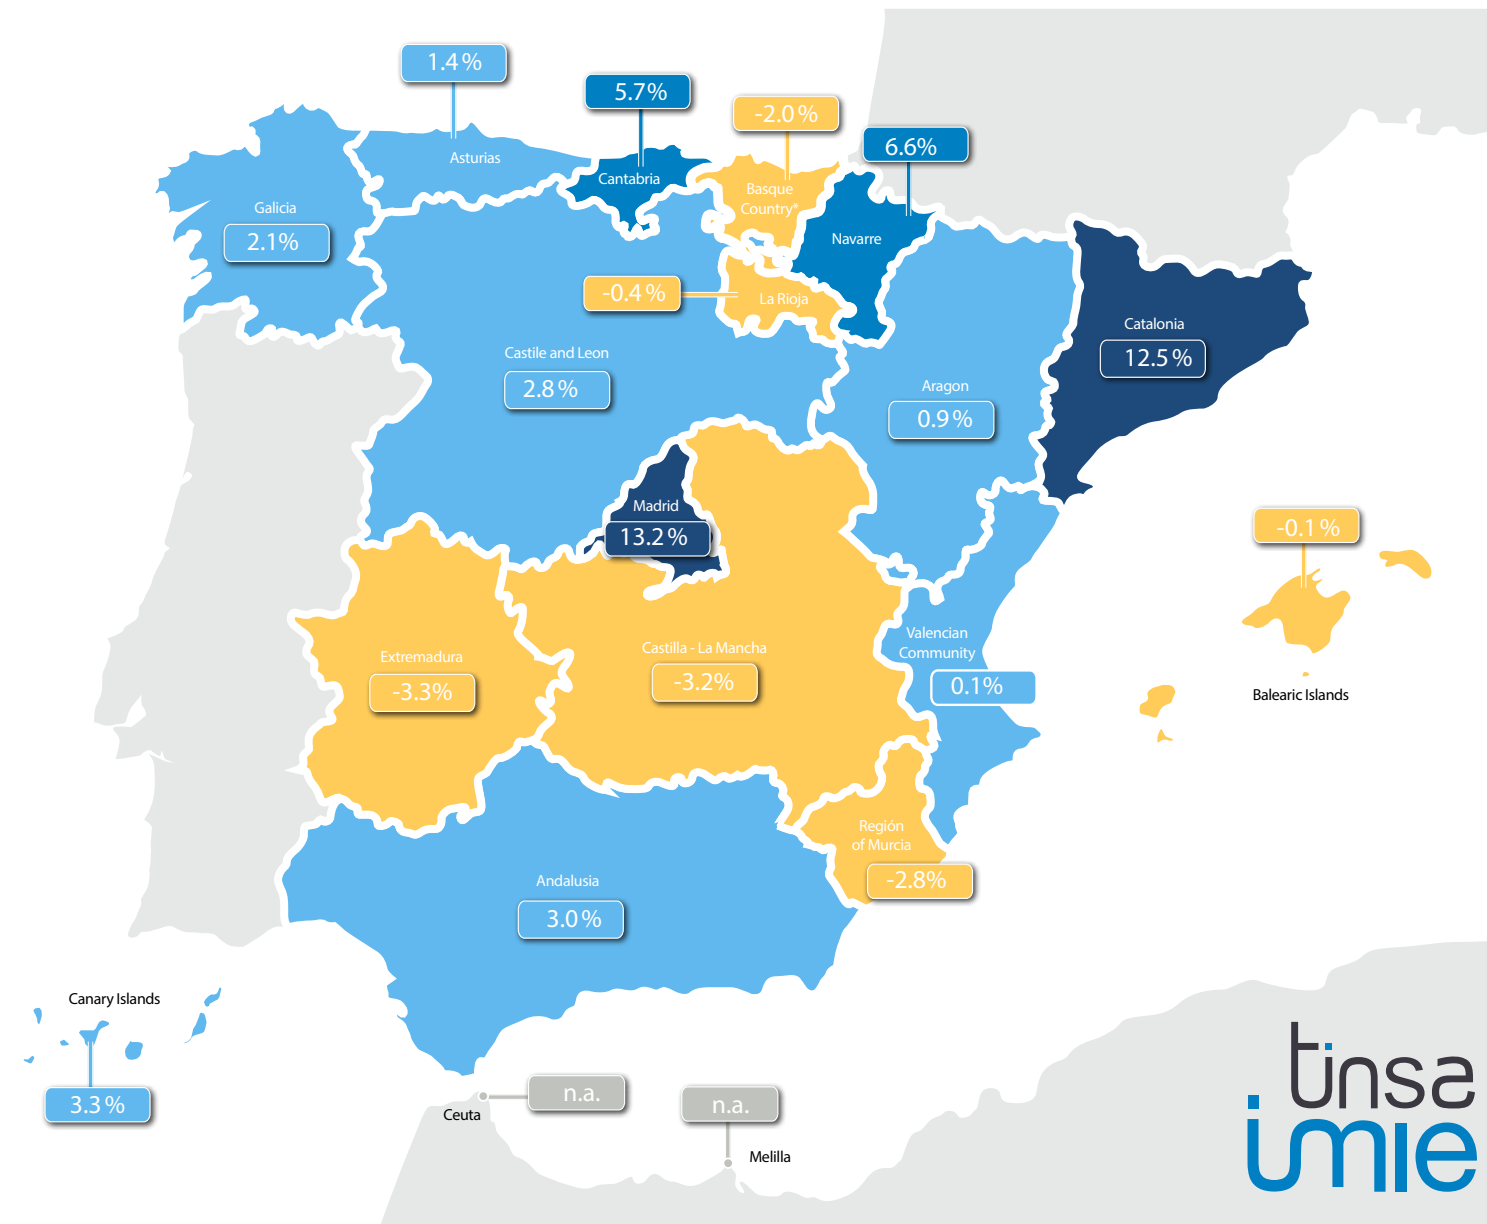 1.4%
5.7%
-2.0%
6.6%
Asturias
Cantabria
Basque
Country*
Galicia
2.1%
Navarre
-0.4%
La Rioja
Catalonia
12.5%
Castile and Leon
2.8%
Aragon
0.9%
Madrid
13.2%
-0.1%
Balearic Islands
Valencian
Community
0.1%
Extremadura
-3.3%
Castilla - La Mancha
-3.2%
Región
of Murcia
-2.8%
Andalusia
3.0%
Canary Islands
3.3%
Ceuta
n.a.
n.a.
Melilla
tinsa
imie